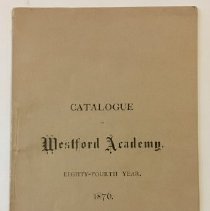 CATALOGUE
Westford Academy.
EIGHTY-FOURTH YEAR,
1876.